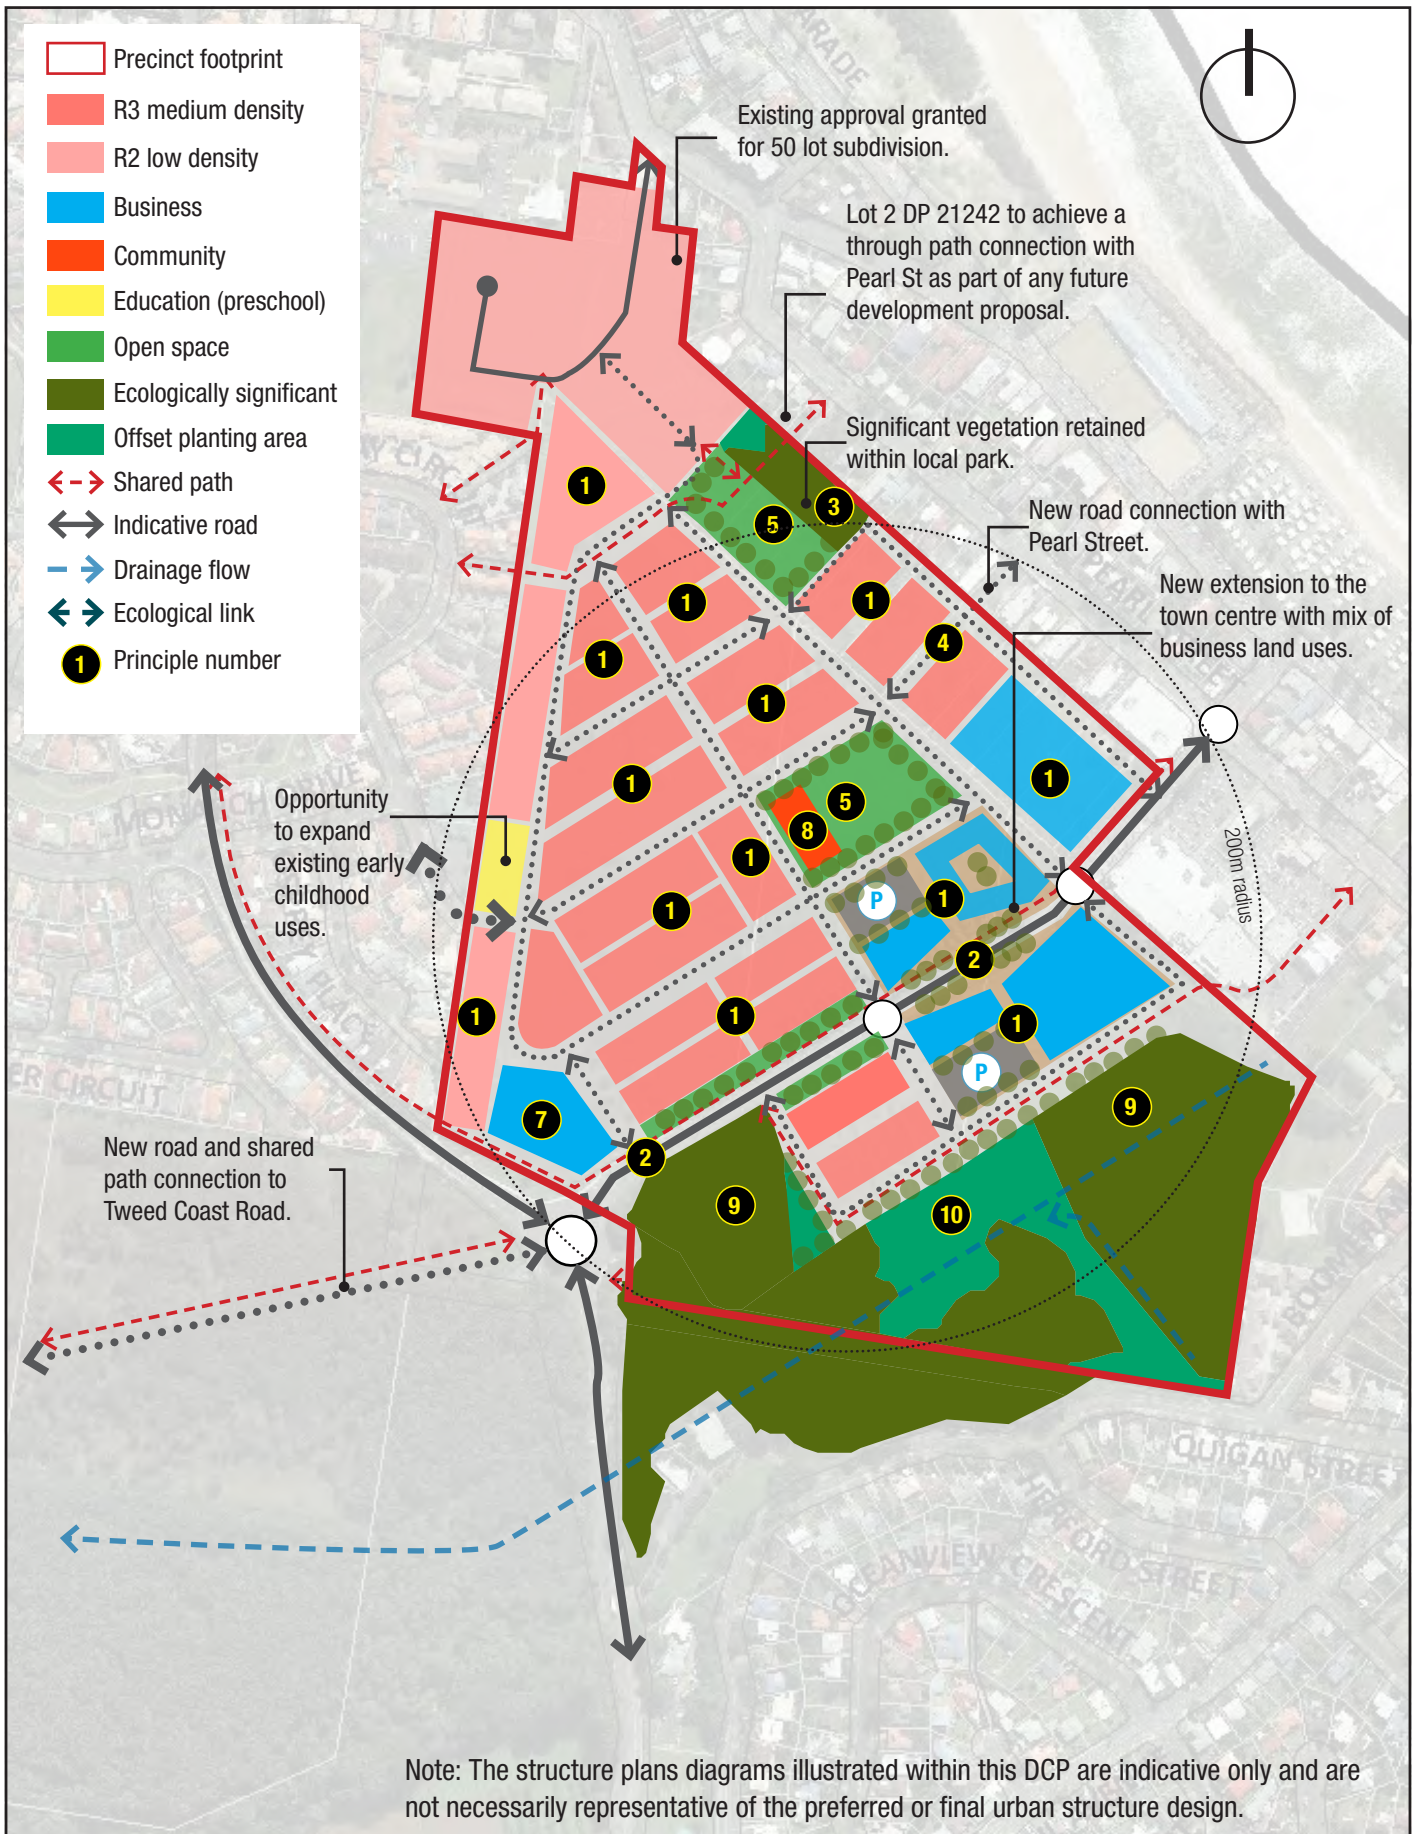 Precinct footprint
R3 medium density
R2 low density
Business
Community
Education (preschool)
Open space
Ecologically significant
Offset planting area
Shared path
Indicative road
Drainage flow
Ecological link
1 Principle number
ARADE
Existing approval granted
for 50 lot subdivision.
Lot 2 DP 21242 to achieve a
through path connection with
Pearl St as part of any future
development proposal.
Significant vegetation retained
within local park.
New road connection with
Pearl Street.
New extension to the
town centre with mix of
business land uses.
1
3
5
1
1
1
4
1
1
1
5
8
1
1
1
P
200m radius
Opportunity
to expand
existing early
childhood
uses.
2
1
1
1
P
7
9
2
9
10
New road and shared
path connection to
Tweed Coast Road.
ER CIRCUIT
QUIGAN STREET
OCEANVIEW CRESCENT
Note: The structure plans diagrams illustrated within this DCP are indicative only and are
not necessarily representative of the preferred or final urban structure design.